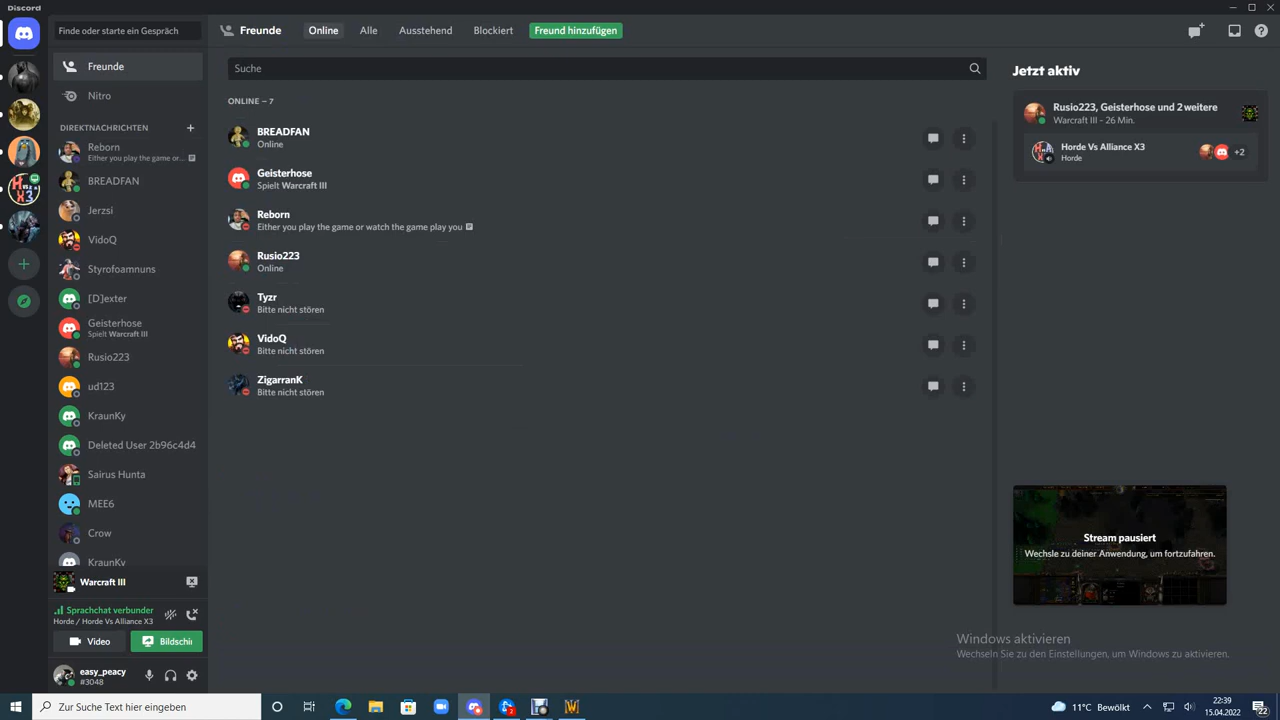 Discord
Finde oder starte ein Gespräch
Freunde
Online
Alle
Ausstehend
Blockiert
Freund hinzufügen
Freunde
Nitro
DIREKTNACHRICHTEN
Reborn
Either you play the game or...
BREADFAN
Jerzsi
VidoQ
Styrofoamnuns
[D]exter
Geisterhose
Spielt Warcraft III
Rusio223
ud123
KraunKy
Deleted User 2b96c4d4
Sairus Hunta
MEE6
Crow
KraunKy
Warcraft III
Sprachchat verbunder
Horde / Horde Vs Alliance X3
Video
Bildschi
easy_peacy
#3048
Suche
ONLINE – 7
BREADFAN
Online
Geisterhose
Spielt Warcraft III
Reborn
Either you play the game or watch the game play you
Rusio223
Online
Tyzr
Bitte nicht stören
VidoQ
Bitte nicht stören
ZigarranK
Bitte nicht stören
Jetzt aktiv
Rusio223, Geisterhose und 2 weitere
Warcraft III - 26 Min.
Horde Vs Alliance X3
Horde
+2
Stream pausiert
Wechsle zu deiner Anwendung, um fortzufahren.
Windows aktivieren
Wechseln Sie zu den Einstellungen, um Windows zu aktivieren.
Zur Suche Text hier eingeben
11°C Bewölkt
22:39
15.04.2022
22